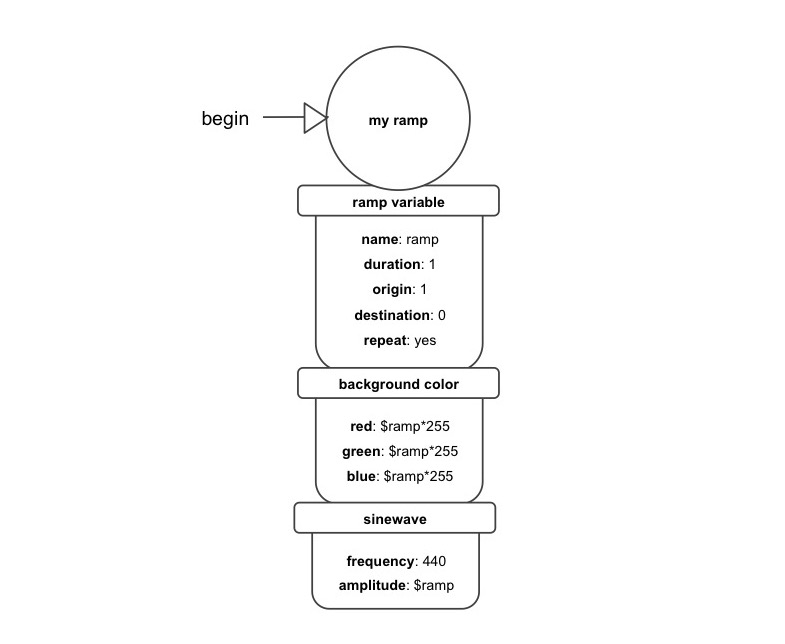 begin
my ramp
ramp variable
name: ramp
duration: 1
origin: 1
destination: 0
repeat: yes
background color
red: $ramp*255
green: $ramp*255
blue: $ramp*255
sinewave
frequency: 440
amplitude: $ramp